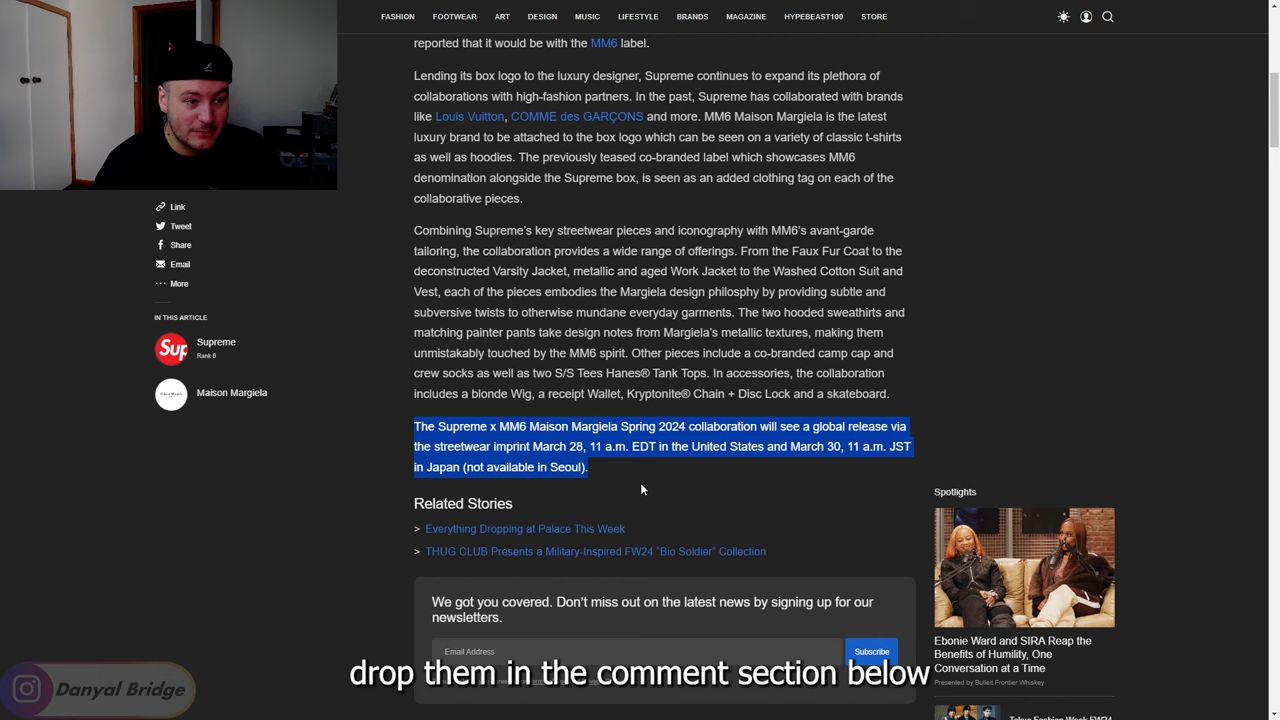 FASHION FOOTWEAR ART DESIGN MUSIC LIFESTYLE BRANDS MAGAZINE HYPEBEAST100 STORE
reported that it would be with the MM6 label.
Lending its box logo to the luxury designer, Supreme continues to expand its plethora of
collaborations with high-fashion partners. In the past, Supreme has collaborated with brands
like Louis Vuitton, COMME des GARÇONS and more. MM6 Maison Margiela is the latest
luxury brand to be attached to the box logo which can be seen on a variety of classic t-shirts
as well as hoodies. The previously teased co-branded label which showcases MM6
denomination alongside the Supreme box, is seen as an added clothing tag on each of the
collaborative pieces.
Link
Tweet
Share
Email
More
IN THIS ARTICLE
Sup
Supreme
Rank 8
Maison Margiela
Combining Supreme's key streetwear pieces and iconography with MM6's avant-garde
tailoring, the collaboration provides a wide range of offerings. From the Faux Fur Coat to the
deconstructed Varsity Jacket, metallic and aged Work Jacket to the Washed Cotton Suit and
Vest, each of the pieces embodies the Margiela design philosphy by providing subtle and
subversive twists to otherwise mundane everyday garments. The two hooded sweathirts and
matching painter pants take design notes from Margiela's metallic textures, making them
unmistakably touched by the MM6 spirit. Other pieces include a co-branded camp cap and
crew socks as well as two S/S Tees Hanes® Tank Tops. In accessories, the collaboration
includes a blonde Wig, a receipt Wallet, Kryptonite® Chain + Disc Lock and a skateboard.
The Supreme x MM6 Maison Margiela Spring 2024 collaboration will see a global release via
the streetwear imprint March 28, 11 a.m. EDT in the United States and March 30, 11 a.m. JST
in Japan (not available in Seoul).
Related Stories
> Everything Dropping at Palace This Week
> THUG CLUB Presents a Military-Inspired FW24 "Bio Soldier" Collection
We got you covered. Don't miss out on the latest news by signing up for our
newsletters.
Email Address
Subscribe
Spotlights
Ebonie Ward and SIRA Reap the
Benefits of Humility, One
Conversation at a Time
Presented by Bulleit Frontier Whiskey
drop them in the comment section below
Danyal Bridge